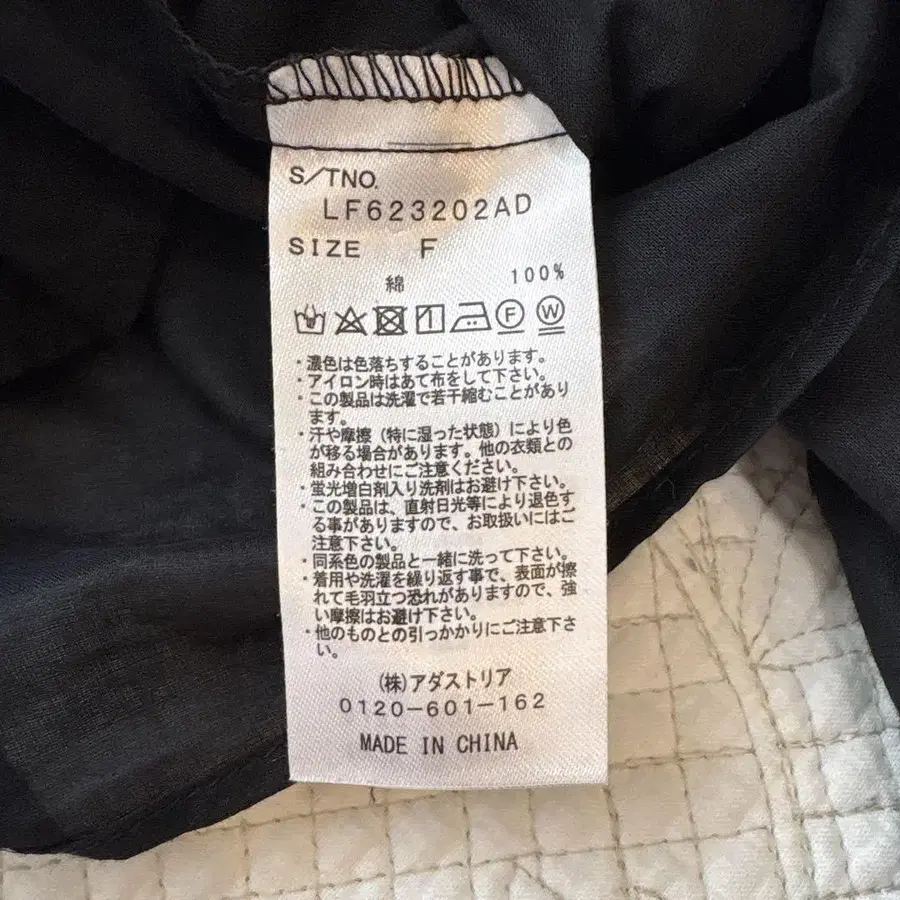 S/TNO.
LF623202AD
SIZE F
綿 100%
・濃色は色落ちすることがあります。
・アイロン時はあて布をして下さい。
・この製品は洗濯で若干縮むことがあり
ます。
・汗や摩擦（特に湿った状態）により色
が移る場合があります。他の衣類との
組み合わせにご注意ください。
・蛍光増白剤入り洗剤はお避け下さい。
・この製品は、直射日光等により退色す
る事がありますので、お取扱いにはご
注意下さい。
・同系色の製品と一緒に洗って下さい。
・着用や洗濯を繰り返す事で、表面が擦
れて毛羽立つ恐れがありますので、強
い摩擦はお避け下さい。
・他のものとの引っかかりにご注意下さ
い。
(株)アダストリア
0120-601-162
MADE IN CHINA